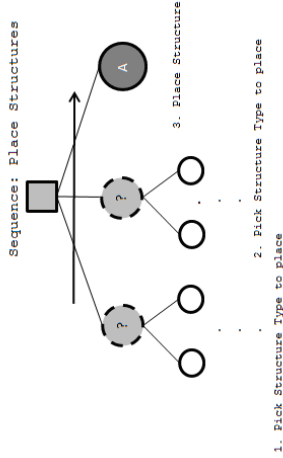 Sequence: Place Structures
?
?
A
1. Pick Structure Type to place
2. Pick Structure Type to place
3. Place Structure